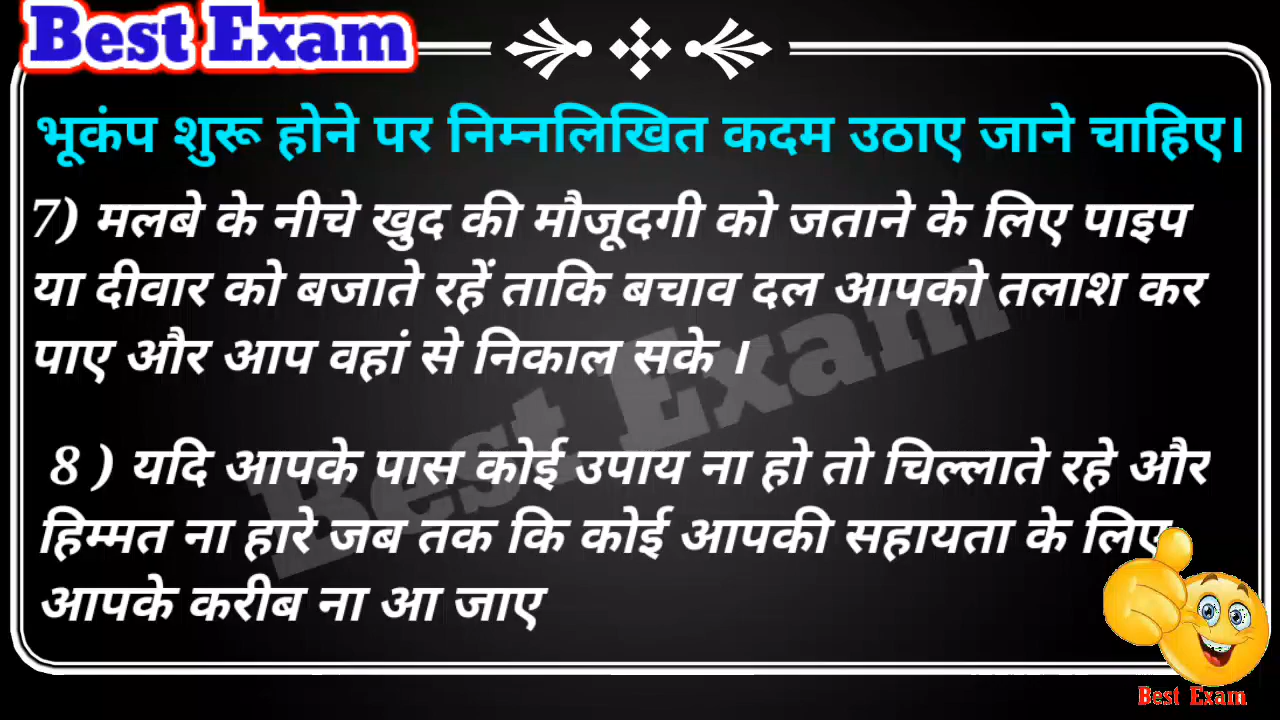 Best Exam
भूकंप शुरू होने पर निम्नलिखित कदम उठाए जाने चाहिए।
7) मलबे के नीचे खुद की मौजूदगी को जताने के लिए पाइप
या दीवार को बजाते रहें ताकि बचाव दल आपको तलाश कर
पाए और आप वहां से निकाल सके ।
8 ) यदि आपके पास कोई उपाय ना हो तो चिल्लाते रहे और
हिम्मत ना हारे जब तक कि कोई आपकी सहायता के लिए
आपके करीब ना आ जाए
Best Exam
Best Exam